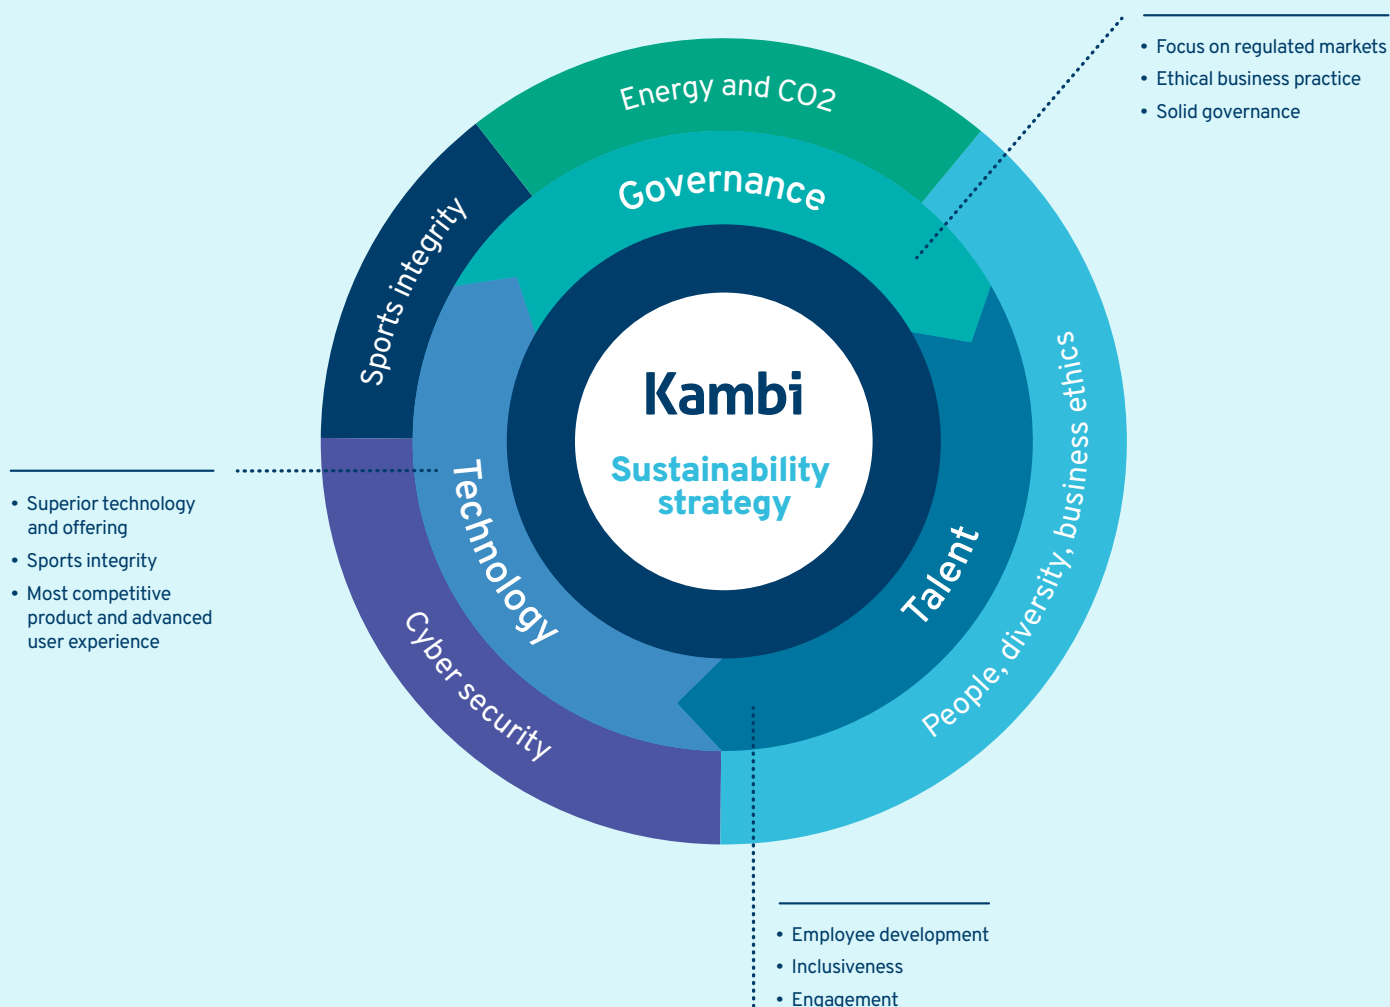 • Focus on regulated markets
• Ethical business practice
• Solid governance
Energy and CO2
Governance
Sports integrity
Kambi
Sustainability
strategy
Technology
Talent
People, diversity, business ethics
Cyber security
• Superior technology
and offering
• Sports integrity
• Most competitive
product and advanced
user experience
• Employee development
• Inclusiveness
• Engagement